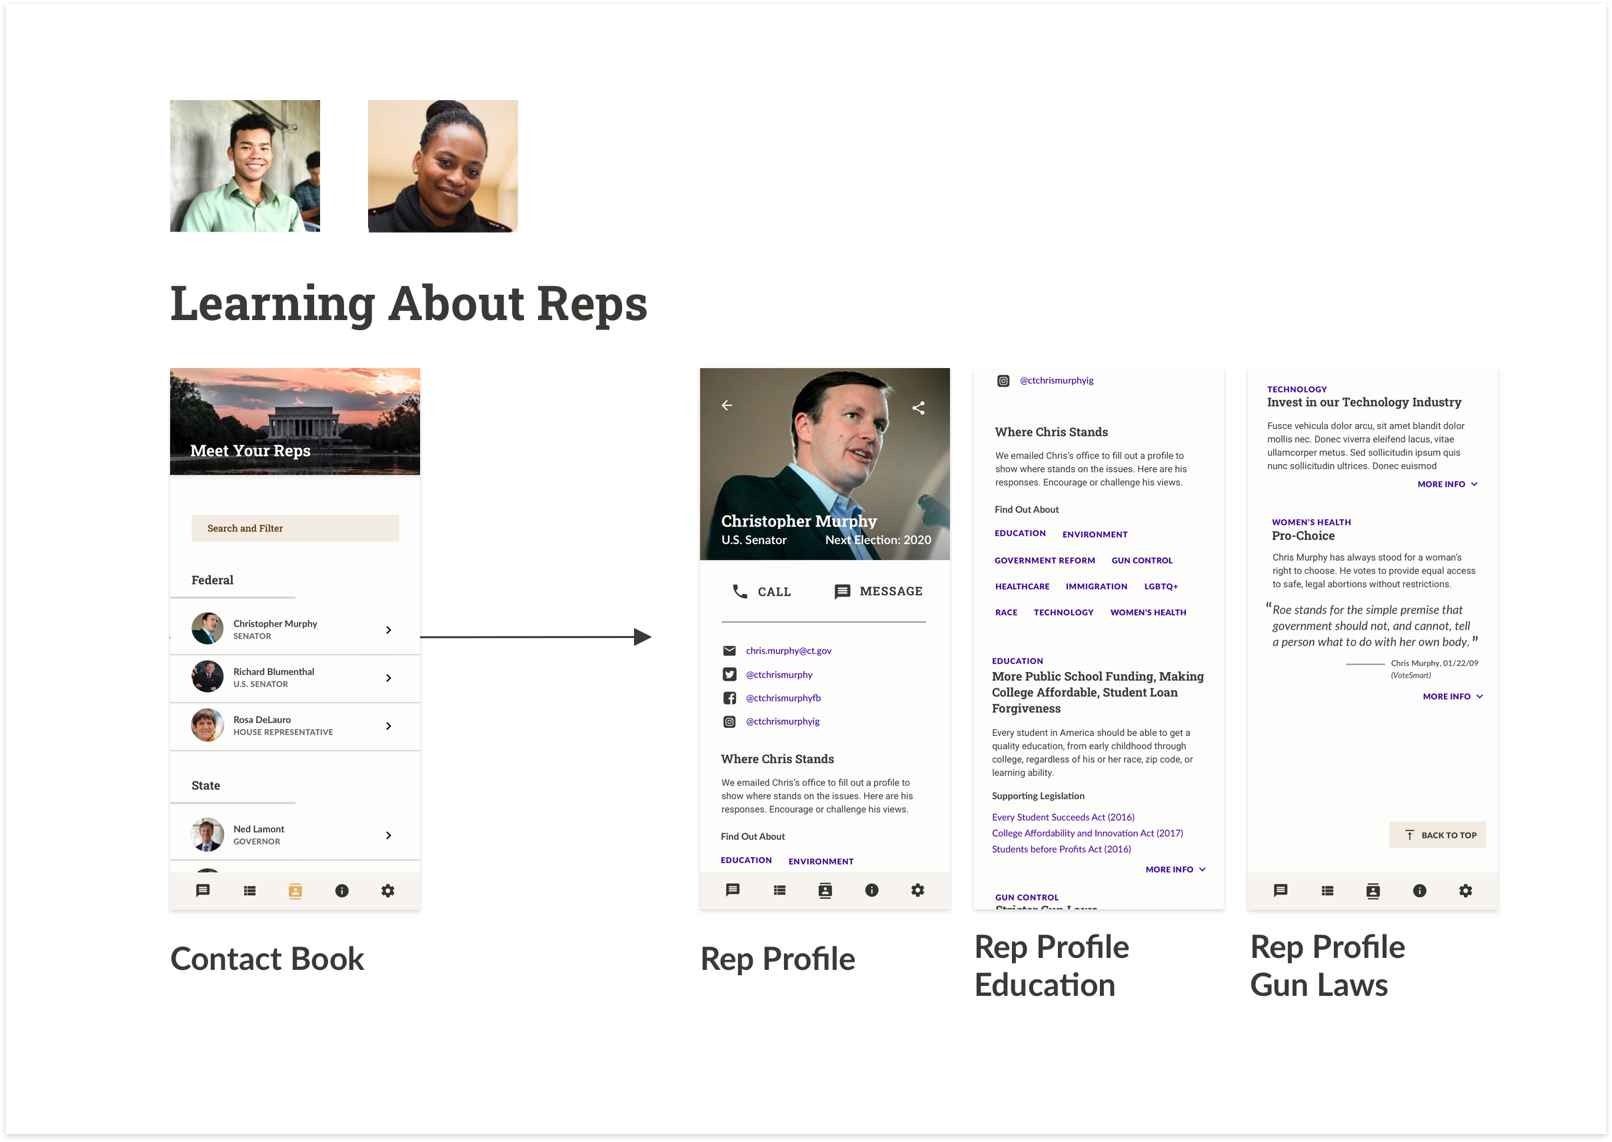 Learning About Reps
Meet Your Reps
Search and Filter
Federal
Christopher Murphy
SENATOR
Richard Blumenthal
U.S. SENATOR
Rosa DeLauro
HOUSE REPRESENTATIVE
State
Ned Lamont
GOVERNOR
Contact Book
Christopher Murphy
U.S. Senator Next Election: 2020
CALL MESSAGE
chris.murphy@ct.gov
@ctchrismurphy
@ctchrismurphyfb
@ctchrismurphyig
Where Chris Stands
We emailed Chris's office to fill out a profile to
show where stands on the issues. Here are his
responses. Encourage or challenge his views.
Find Out About
EDUCATION ENVIRONMENT
Rep Profile
@ctchrismurphyig
Where Chris Stands
We emailed Chris's office to fill out a profile to
show where stands on the issues. Here are his
responses. Encourage or challenge his views.
Find Out About
EDUCATION ENVIRONMENT
GOVERNMENT REFORM GUN CONTROL
HEALTHCARE IMMIGRATION LGBTQ+
RACE TECHNOLOGY WOMEN'S HEALTH
EDUCATION
More Public School Funding, Making
College Affordable, Student Loan
Forgiveness
Every student in America should be able to get a
quality education, from early childhood through
college, regardless of his or her race, zip code, or
learning ability.
Supporting Legislation
Every Student Succeeds Act (2016)
College Affordability and Innovation Act (2017)
Students before Profits Act (2016)
MORE INFO
GUN CONTROL
Stricter Gun Laws
Rep Profile
Education
TECHNOLOGY
Invest in our Technology Industry
Fusce vehicula dolor arcu, sit amet blandit dolor
mollis nec. Donec viverra eleifend lacus, vitae
ullamcorper metus. Sed sollicitudin ipsum quis
nunc sollicitudin ultrices. Donec euismod
MORE INFO
WOMEN'S HEALTH
Pro-Choice
Chris Murphy has always stood for a woman's
right to choose. He votes to provide equal access
to safe, legal abortions without restrictions.
“Roe stands for the simple premise that
government should not, and cannot, tell
a person what to do with her own body.”
Chris Murphy, 01/22/09
(VoteSmart)
MORE INFO
BACK TO TOP
Rep Profile
Gun Laws